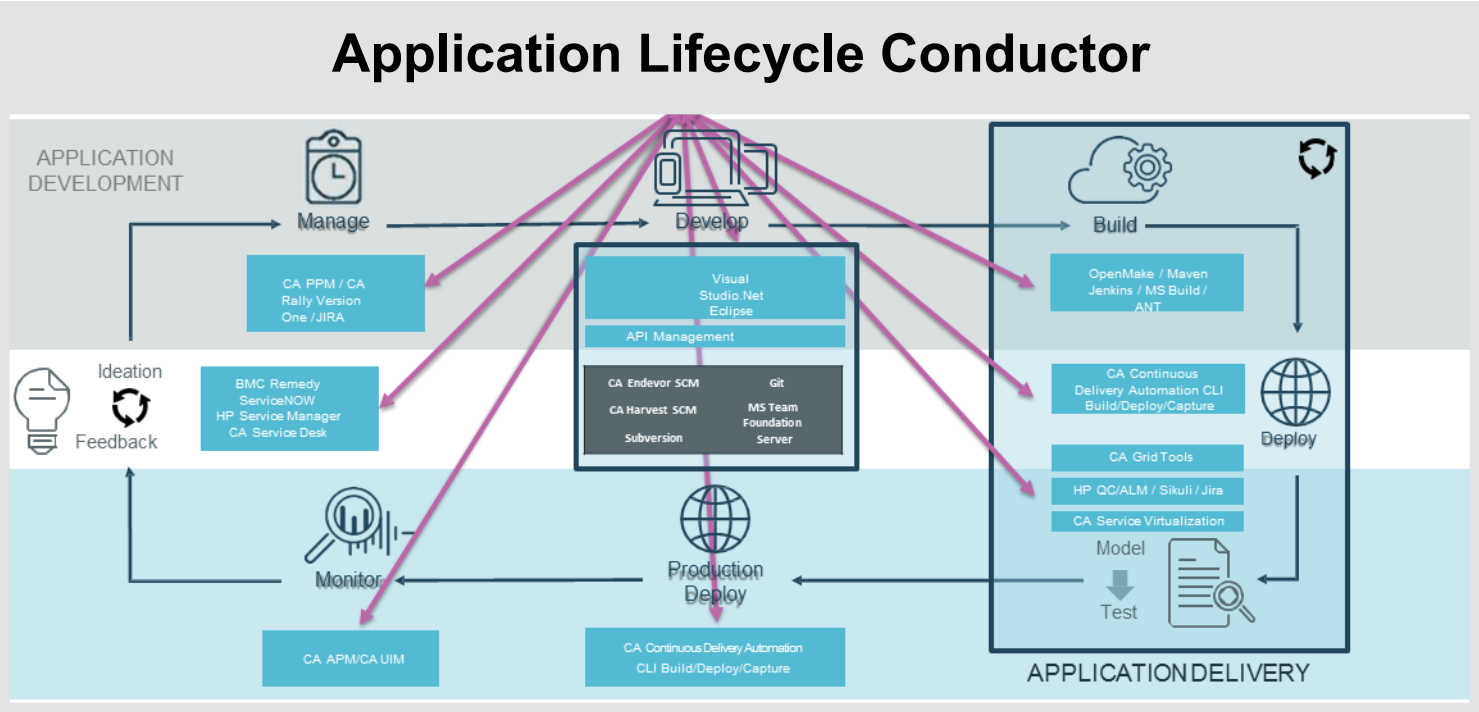 Application Lifecycle Conductor
APPLICATION
DEVELOPMENT
Manage
Develop
Build
CA PPM / CA
Rally Version
One /JIRA
Visual
Studio.Net
Eclipse
API Management
OpenMake / Maven
Jenkins / MS Build /
ANT
Ideation
Feedback
BMC Remedy
ServiceNOW
HP Service Manager
CA Service Desk
CA Endevor SCM
Git
CA Harvest SCM
MS Team
Foundation
Server
Subversion
CA Continuous
Delivery Automation CLI
Build/Deploy/Capture
Deploy
CA Grid Tools
HP QC/ALM / Sikuli / Jira
CA Service Virtualization
Model
Test
Monitor
Production
Deploy
CA APM/CA UIM
CA Continuous Delivery Automation
CLI Build/Deploy/Capture
APPLICATION DELIVERY